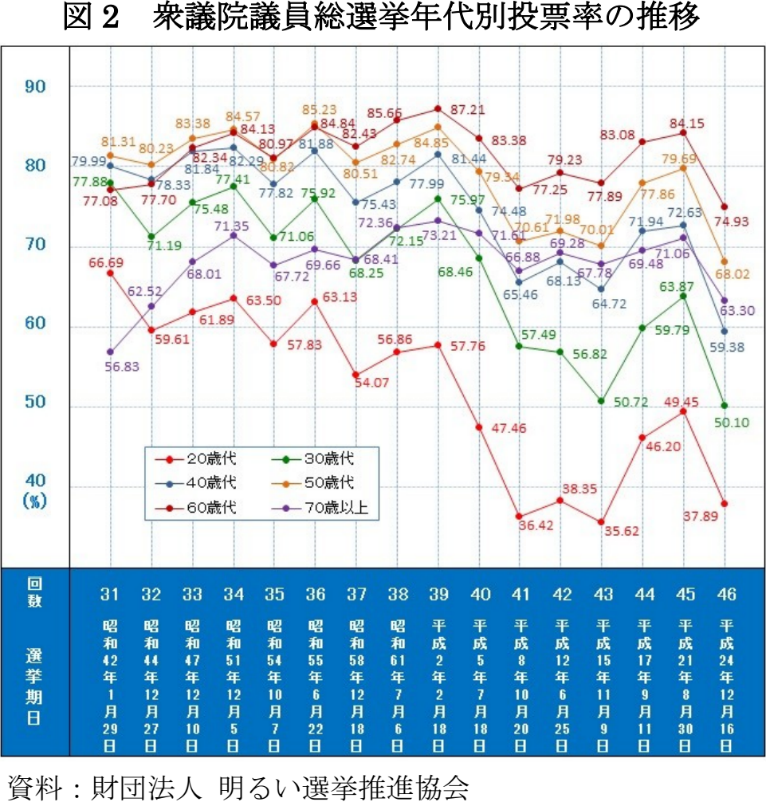 図２　衆議院議員総選挙年代別投票率の推移
90
80
70
60
50
40
(%)
81.31 80.23 83.38 84.57 80.82 85.23 80.51 82.74 84.85 79.34 70.61 71.98 70.01 77.86 79.69 68.02
79.99 78.33 81.84 82.29 77.82 81.88 75.43 77.99 81.44 74.48 65.46 68.13 64.72 71.94 72.63 59.38
77.88 71.19 75.48 77.41 71.06 75.92 68.25 72.15 75.97 68.46 57.49 56.82 50.72 59.79 63.87 50.10
77.08 77.70 82.34 84.13 80.97 84.84 82.43 85.66 87.21 83.38 77.25 79.23 77.89 83.08 84.15 74.93
66.69 59.61 61.89 63.50 57.83 63.13 54.07 56.86 57.76 47.46 36.42 38.35 35.62 46.20 49.45 37.89
56.83 62.52 68.01 71.35 67.72 69.66 68.41 72.36 73.21 71.61 66.88 69.28 67.78 69.48 71.06 63.30
20歳代 30歳代
40歳代 50歳代
60歳代 70歳以上
回数
31 32 33 34 35 36 37 38 39 40 41 42 43 44 45 46
選挙期日
昭和42年1月29日
昭和44年12月27日
昭和47年12月10日
昭和51年12月5日
昭和54年10月7日
昭和55年6月22日
昭和58年12月18日
昭和61年7月6日
平成2年2月18日
平成5年7月18日
平成8年10月20日
平成12年6月25日
平成15年11月9日
平成17年9月11日
平成21年8月30日
平成24年12月16日
資料：財団法人 明るい選挙推進協会